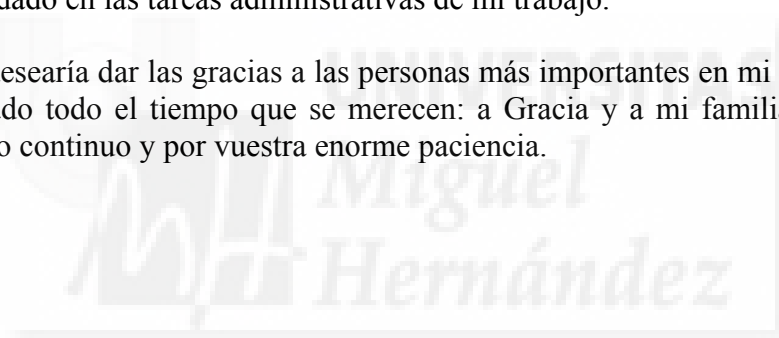 dado en las tareas administrativas de mi trabajo.
esearía dar las gracias a las personas más importantes en mi
do todo el tiempo que se merecen: a Gracia y a mi famili
o continuo y por vuestra enorme paciencia.
UNIVERSITAS
Miguel
Hernández